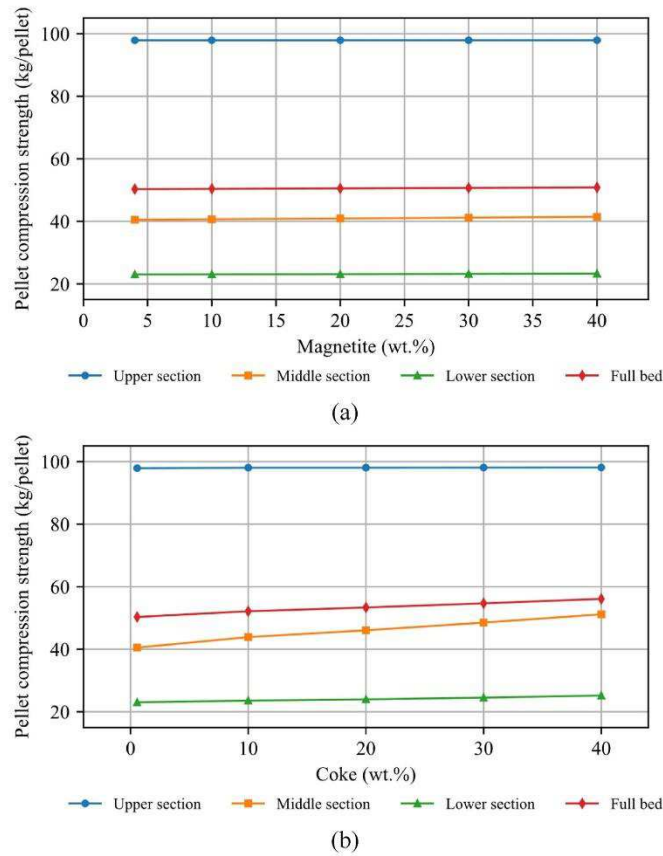 100
80
60
40
20
Pellet compression strength (kg/pellet)
0 5 10 15 20 25 30 35 40
Magnetite (wt.%)
Upper section Middle section Lower section Full bed
(a)
100
80
60
40
20
Pellet compression strength (kg/pellet)
0 10 20 30 40
Coke (wt.%)
Upper section Middle section Lower section Full bed
(b)